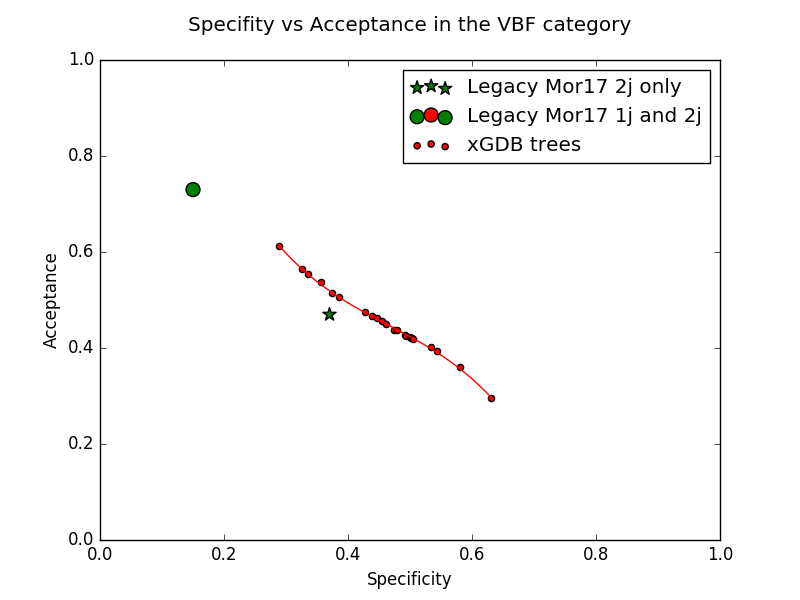 Specifity vs Acceptance in the VBF category
1.0
0.8
0.6
0.4
0.2
0.0
Acceptance
Legacy Mor17 2j only
Legacy Mor17 1j and 2j
xGDB trees
0.0 0.2 0.4 0.6 0.8 1.0
Specificity